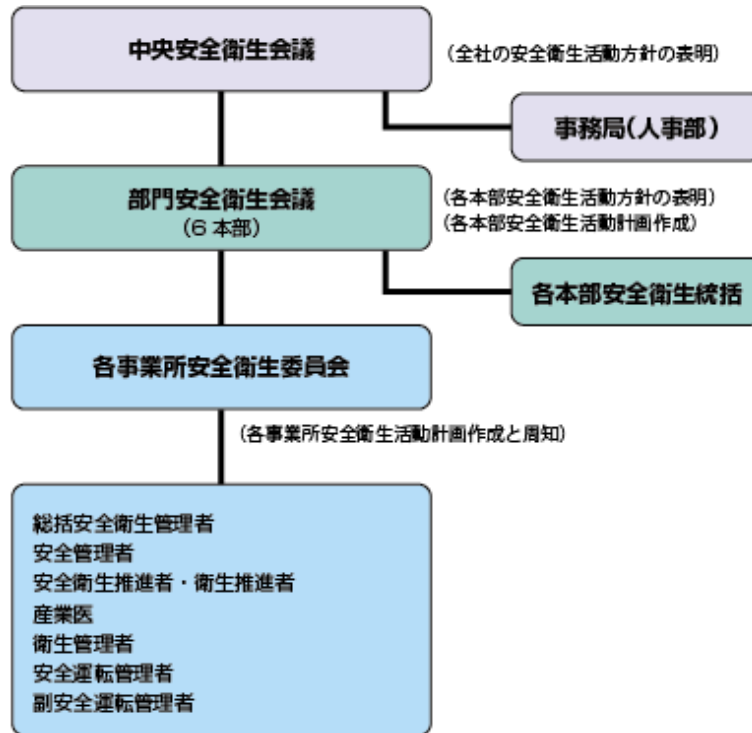 中央安全衛生会議
(全社の安全衛生活動方針の表明)
事務局(人事部)
部門安全衛生会議
(6本部)
(各本部安全衛生活動方針の表明)
(各本部安全衛生活動計画作成)
各本部安全衛生統括
各事業所安全衛生委員会
(各事業所安全衛生活動計画作成と周知)
総括安全衛生管理者
安全管理者
安全衛生推進者・衛生推進者
産業医
衛生管理者
安全運転管理者
副安全運転管理者